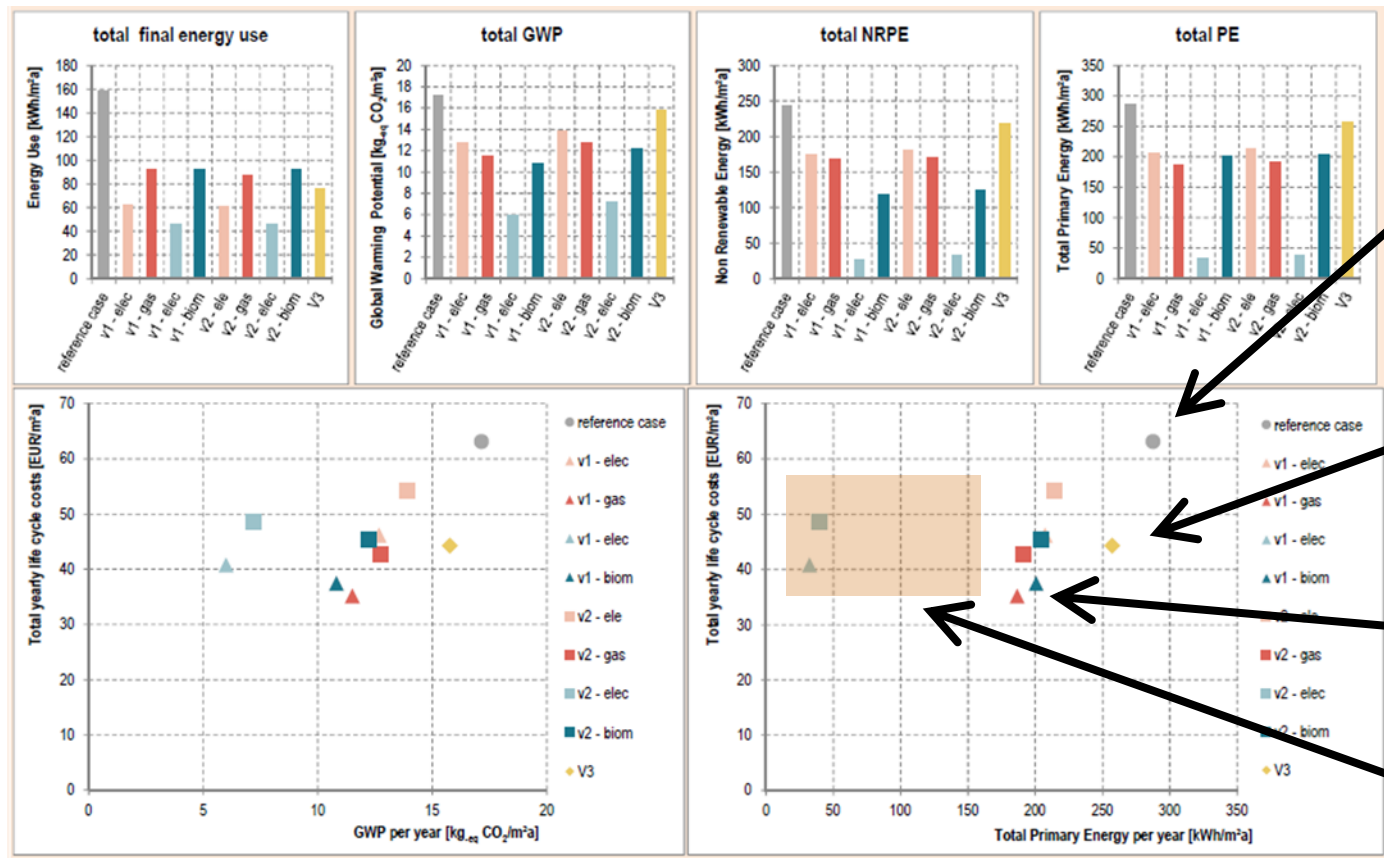 total final energy use
Energy Use [kWh/m²a]
180
160
140
120
100
80
60
40
20
0
reference case
v1 - elec
v1 - gas
v1 - elec
v1 - biom
v2 - ele
v2 - gas
v2 - elec
v2 - biom
V3
total GWP
Global Warming Potential [kg-eq CO2/m²a]
20
18
16
14
12
10
8
6
4
2
0
reference case
v1 - elec
v1 - gas
v1 - elec
v1 - biom
v2 - ele
v2 - gas
v2 - elec
v2 - biom
V3
total NRPE
Non Renewable Energy [kWh/m²a]
300
250
200
150
100
50
0
reference case
v1 - elec
v1 - gas
v1 - elec
v1 - biom
v2 - ele
v2 - gas
v2 - elec
v2 - biom
V3
total PE
Total Primary Energy [kWh/m²a]
350
300
250
200
150
100
50
0
reference case
v1 - elec
v1 - gas
v1 - elec
v1 - biom
v2 - ele
v2 - gas
v2 - elec
v2 - biom
V3
Total yearly life cycle costs [EUR/m²a]
70
60
50
40
30
20
10
0
0 5 10 15 20
GWP per year [kg-eq CO2/m²a]
reference case
v1 - elec
v1 - gas
v1 - elec
v1 - biom
v2 - ele
v2 - gas
v2 - elec
v2 - biom
V3
Total yearly life cycle costs [EUR/m²a]
70
60
50
40
30
20
10
0
0 50 100 150 200 250 300 350
Total Primary Energy per year [kWh/m²a]
reference case
v1 - elec
v1 - gas
v1 - elec
v1 - biom
v2 - ele
v2 - gas
v2 - elec
v2 - biom
V3